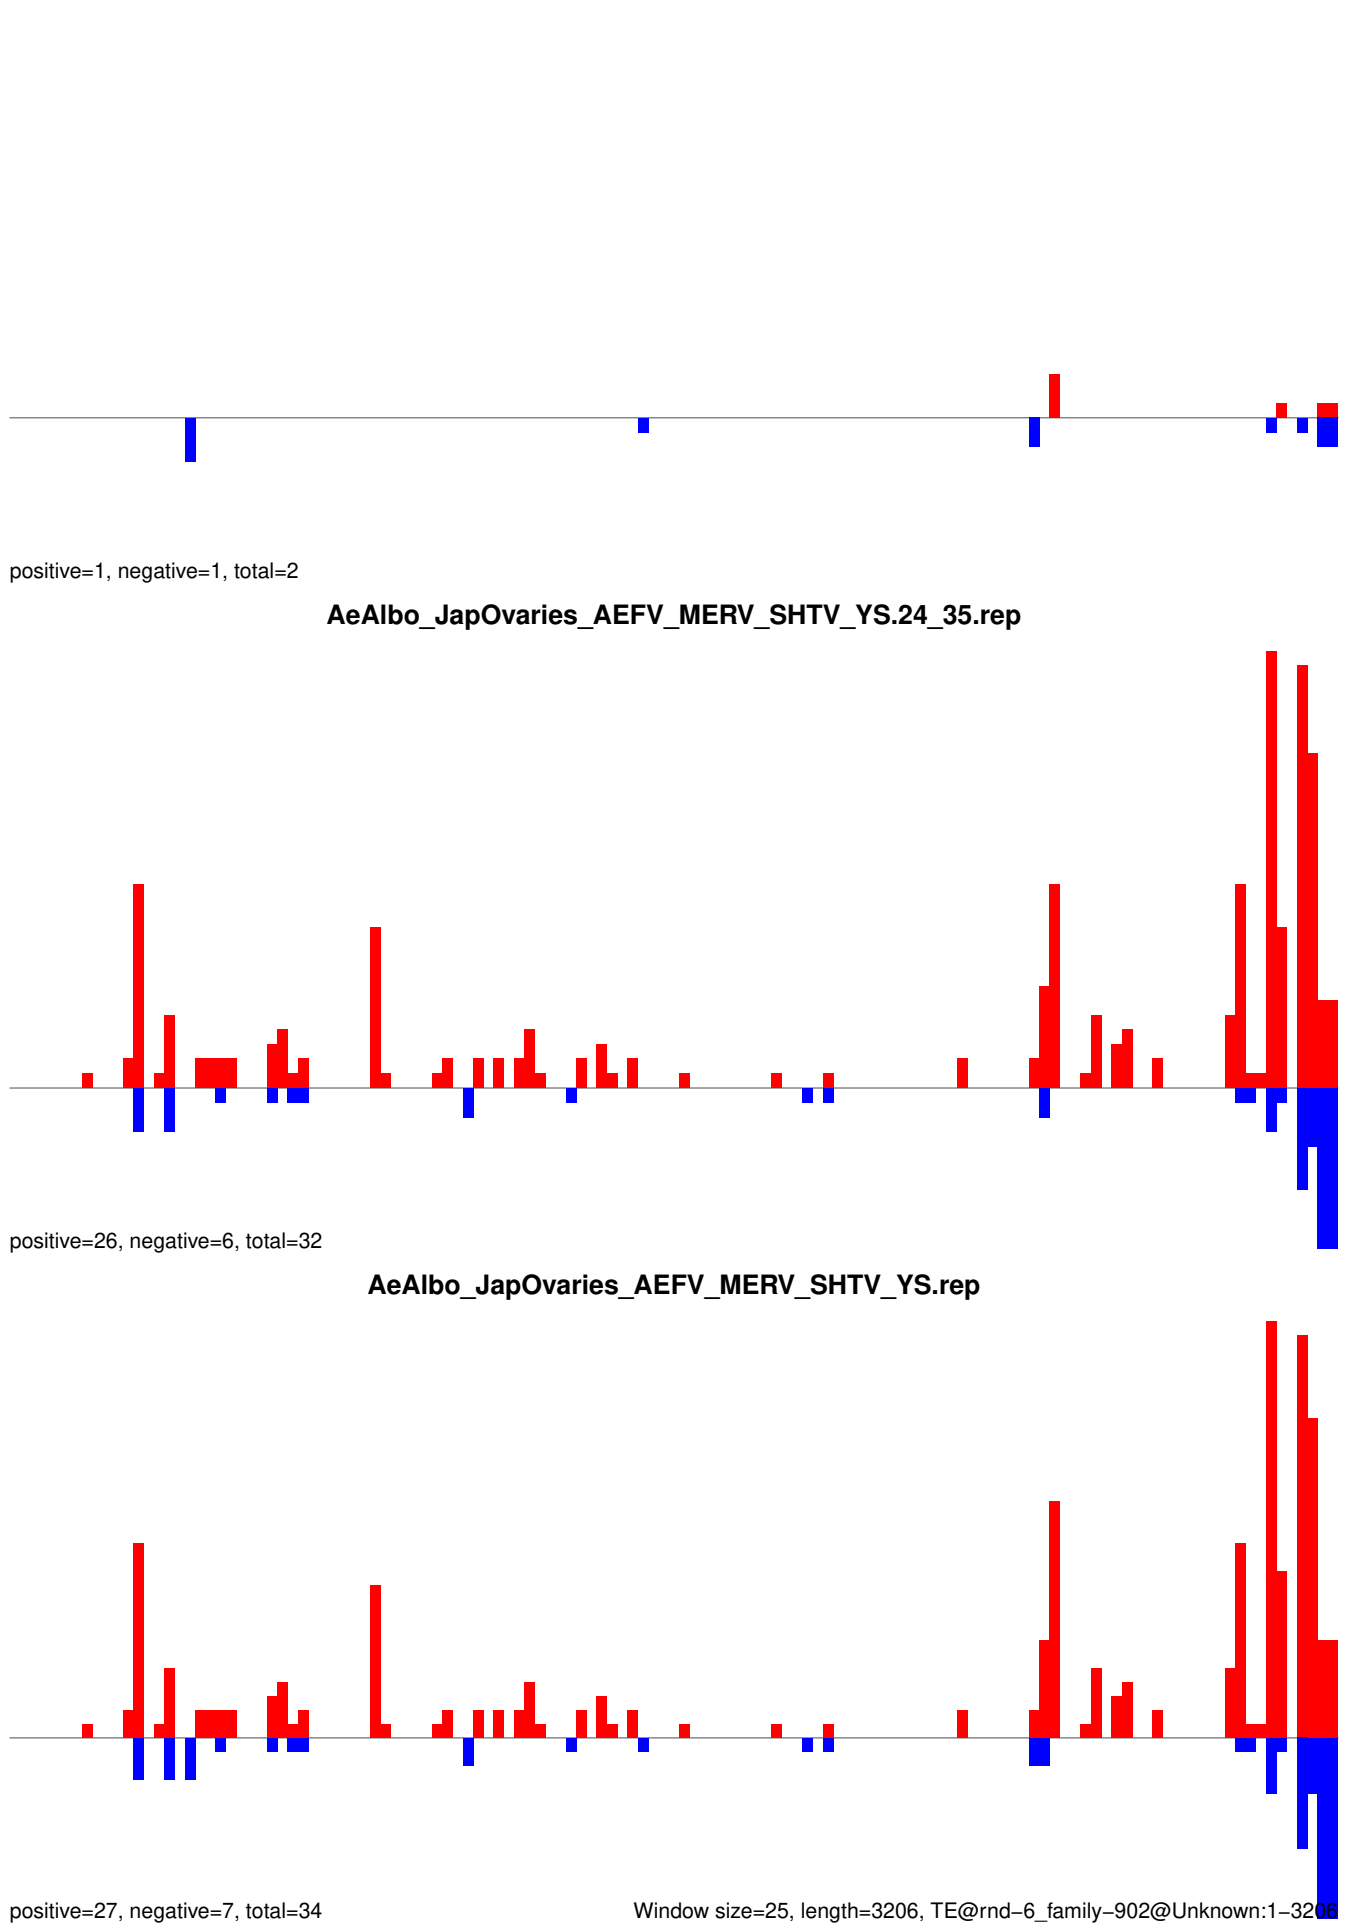 positive=1, negative=1, total=2
AeAlbo_JapOvaries_AEFV_MERV_SHTV_YS.24_35.rep
positive=26, negative=6, total=32
AeAlbo_JapOvaries_AEFV_MERV_SHTV_YS.rep
positive=27, negative=7, total=34
Window size=25, length=3206, TE@rnd−6_family−902@Unknown:1−3206